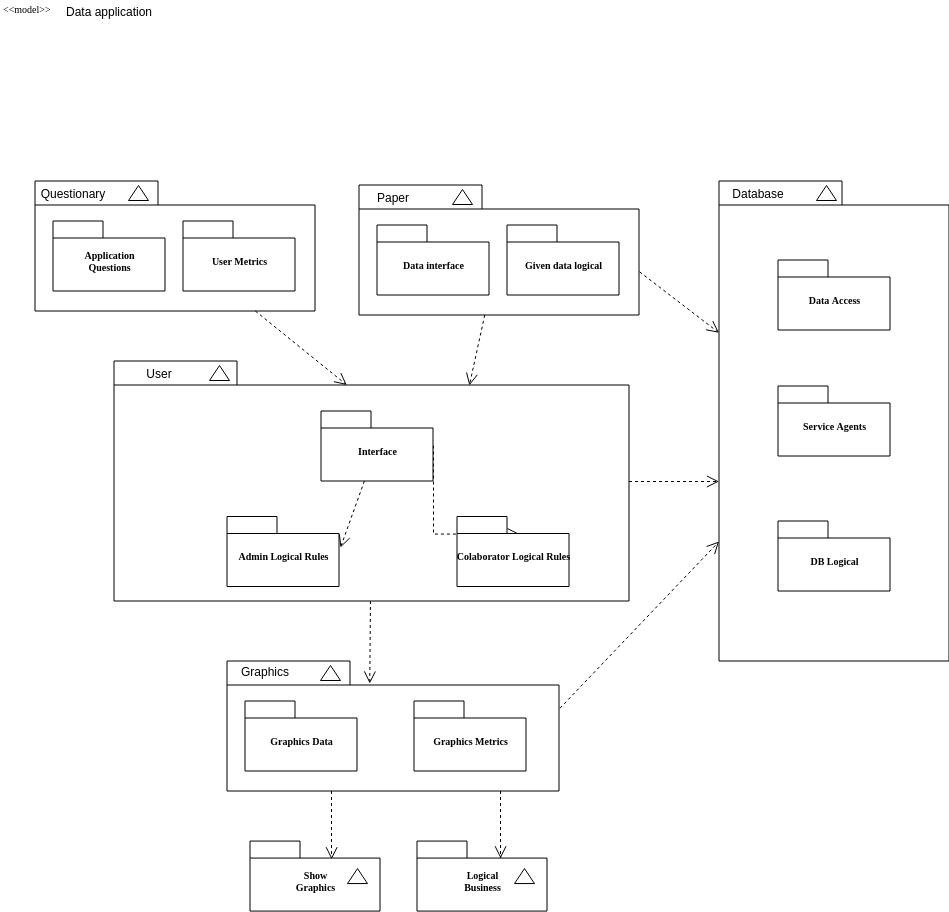 <<model>> Data application
Questionary
Paper
Database
Application
Questions
User Metrics
Data interface
Given data logical
Data Access
User
Interface
Service Agents
Admin Logical Rules
Colaborator Logical Rules
DB Logical
Graphics
Graphics Data
Graphics Metrics
Show
Graphics
Logical
Business